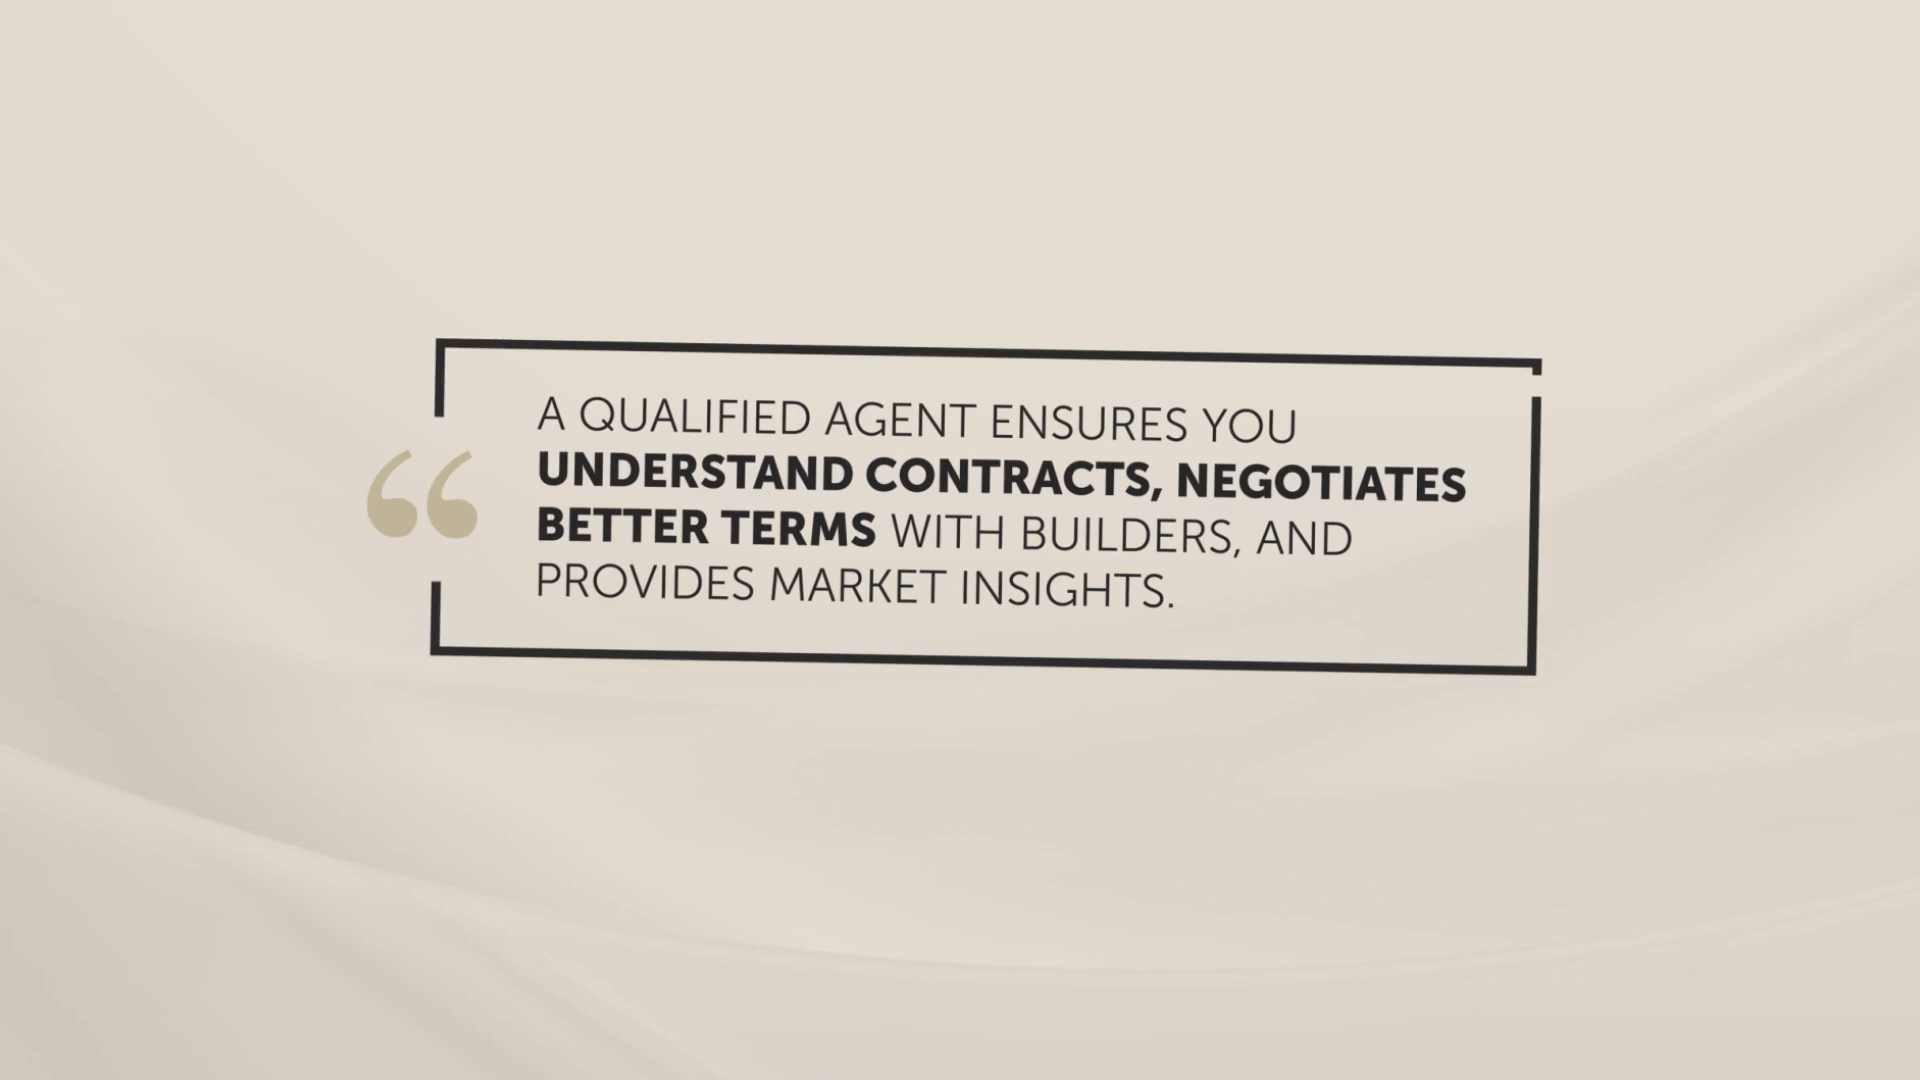 A QUALIFIED AGENT ENSURES YOU
UNDERSTAND CONTRACTS, NEGOTIATES
BETTER TERMS WITH BUILDERS, AND
PROVIDES MARKET INSIGHTS.